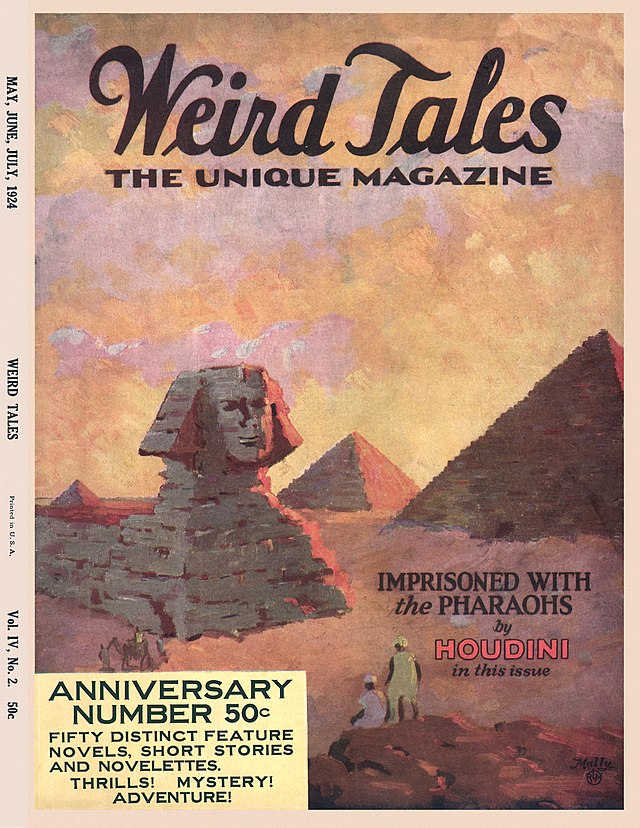 Weird Tales
THE UNIQUE MAGAZINE
MAY, JUNE, JULY, 1924
WEIRD TALES
Printed in U. S. A.
Vol. IV, No. 2. 50c
IMPRISONED WITH
the PHARAOHS
by
HOUDINI
in this issue
ANNIVERSARY
NUMBER 50c
FIFTY DISTINCT FEATURE
NOVELS, SHORT STORIES
AND NOVELETTES.
THRILLS! MYSTERY!
ADVENTURE!
Mally